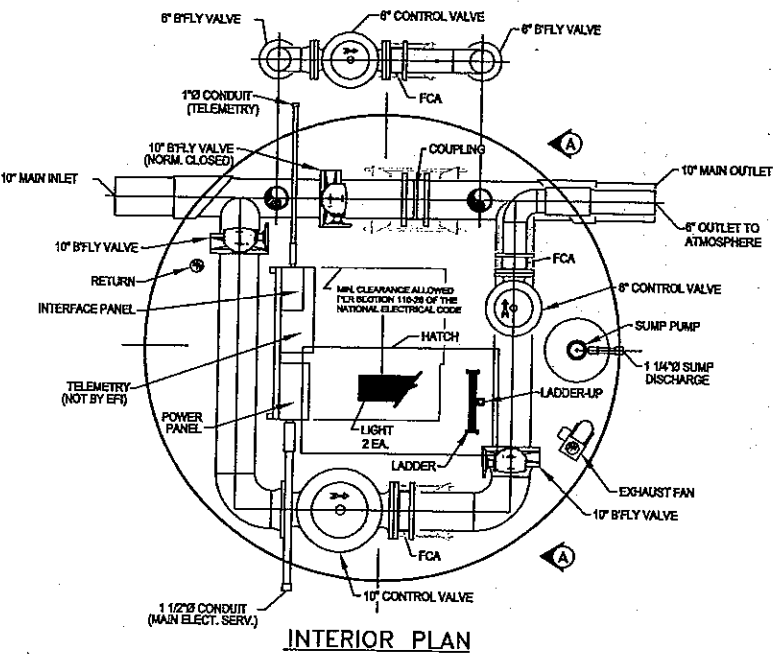 6" B'FLY VALVE
6" CONTROL VALVE
6" B'FLY VALVE
FCA
1"Ø CONDUIT
(TELEMETRY)
10" B'FLY VALVE
(NORM. CLOSED)
COUPLING
A
10" MAIN INLET
10" MAIN OUTLET
6" OUTLET TO
ATMOSPHERE
10" B'FLY VALVE
RETURN
FCA
MIN. CLEARANCE ALLOWED
PER SECTION 110-26 OF THE
NATIONAL ELECTRICAL CODE
INTERFACE PANEL
6" CONTROL VALVE
HATCH
SUMP PUMP
1 1/4"Ø SUMP
DISCHARGE
TELEMETRY
(NOT BY EFI)
POWER
PANEL
LIGHT
2 EA.
LADDER-UP
LADDER
EXHAUST FAN
10" B'FLY VALVE
FCA
A
10" CONTROL VALVE
1 1/2"Ø CONDUIT
(MAIN ELECT. SERV.)
INTERIOR PLAN